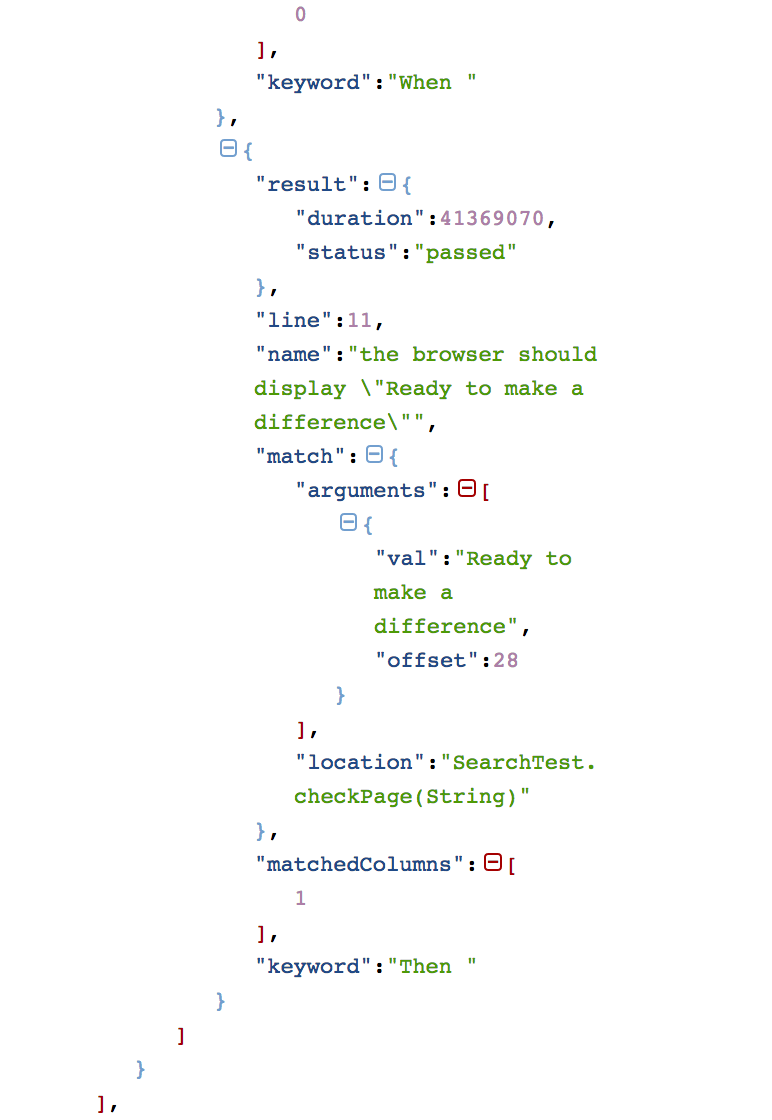 0
],
"keyword":"When "
},
{
"result":{
"duration":41369070,
"status":"passed"
},
"line":11,
"name":"the browser should
display \"Ready to make a
difference\"",
"match":{
"arguments":[
{
"val":"Ready to
make a
difference",
"offset":28
}
],
"location":"SearchTest.
checkPage(String)"
},
"matchedColumns":[
1
],
"keyword":"Then "
}
]
}
],